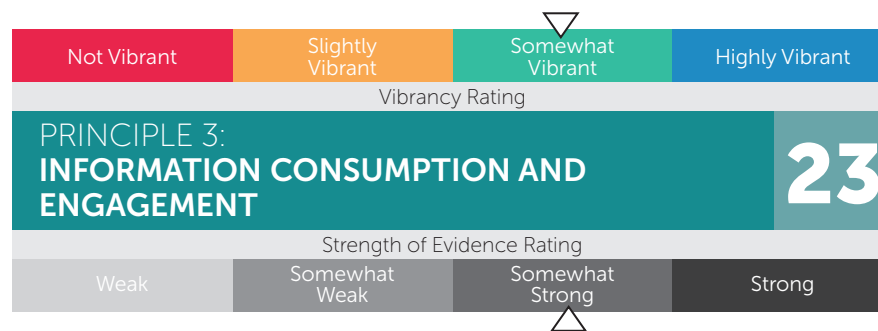 Not Vibrant
Slightly
Vibrant
Somewhat
Vibrant
Highly Vibrant
Vibrancy Rating
PRINCIPLE 3:
INFORMATION CONSUMPTION AND
ENGAGEMENT
23
Strength of Evidence Rating
Weak
Somewhat
Weak
Somewhat
Strong
Strong